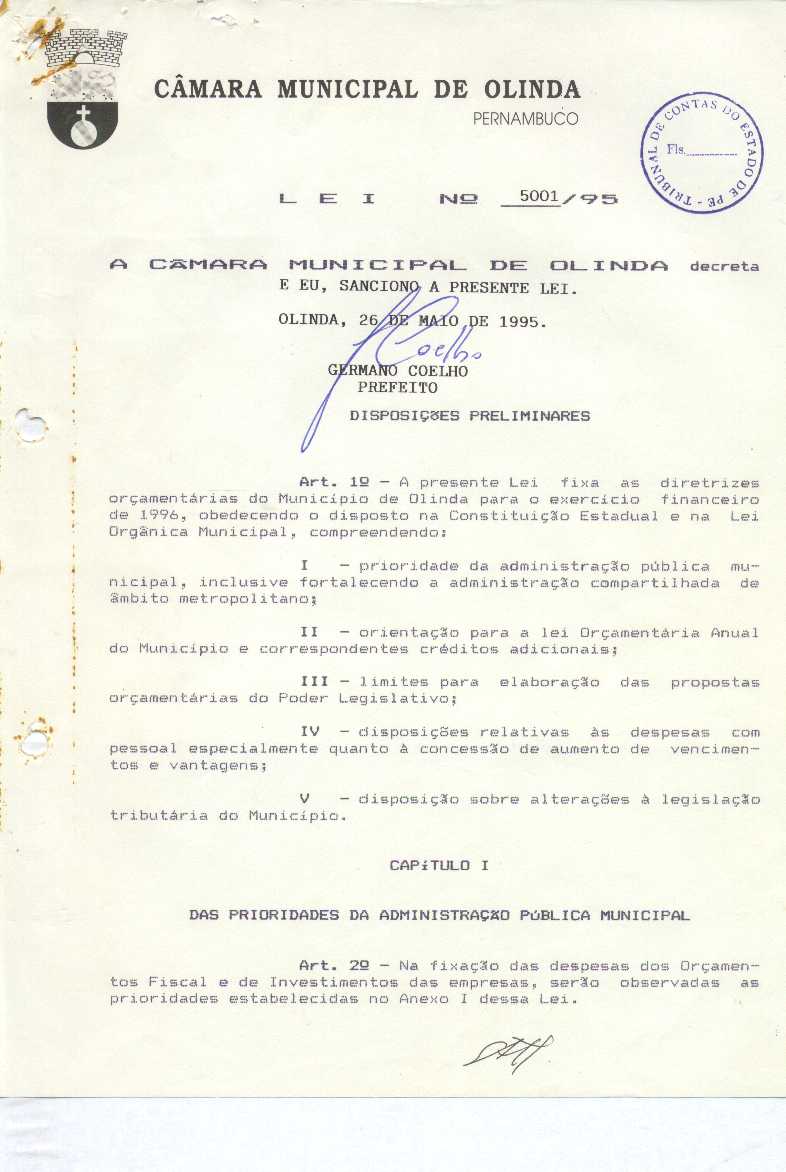 CÂMARA MUNICIPAL DE OLINDA
PERNAMBUCO
TRIBUNAL DE CONTAS DO ESTADO DE PE -
Fls.
L E I Nº 5001/95
A CÂMARA MUNICIPAL DE OLINDA decreta
E EU, SANCIONO A PRESENTE LEI.
OLINDA, 26 DE MAIO DE 1995.
Coelho
GERMANO COELHO
PREFEITO
DISPOSIÇÕES PRELIMINARES
Art. 1º - A presente Lei fixa as diretrizes
orçamentárias do Município de Olinda para o exercício financeiro
de 1996, obedecendo o disposto na Constituição Estadual e na Lei
Orgânica Municipal, compreendendo:
I - prioridade da administração pública mu-
nicipal, inclusive fortalecendo a administração compartilhada de
âmbito metropolitano;
II - orientação para a lei Orçamentária Anual
do Município e correspondentes créditos adicionais;
III - limites para elaboração das propostas
orçamentárias do Poder Legislativo;
IV - disposições relativas às despesas com
pessoal especialmente quanto à concessão de aumento de vencimen-
tos e vantagens;
V - disposição sobre alterações à legislação
tributária do Município.
CAPíTULO I
DAS PRIORIDADES DA ADMINISTRAÇÃO PúBLICA MUNICIPAL
Art. 2º - Na fixação das despesas dos Orçamen-
tos Fiscal e de Investimentos das empresas, serão observadas as
prioridades estabelecidas no Anexo I dessa Lei.